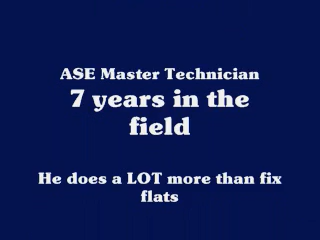 ASE Master Technician
7 years in the
field
He does a LOT more than fix
flats